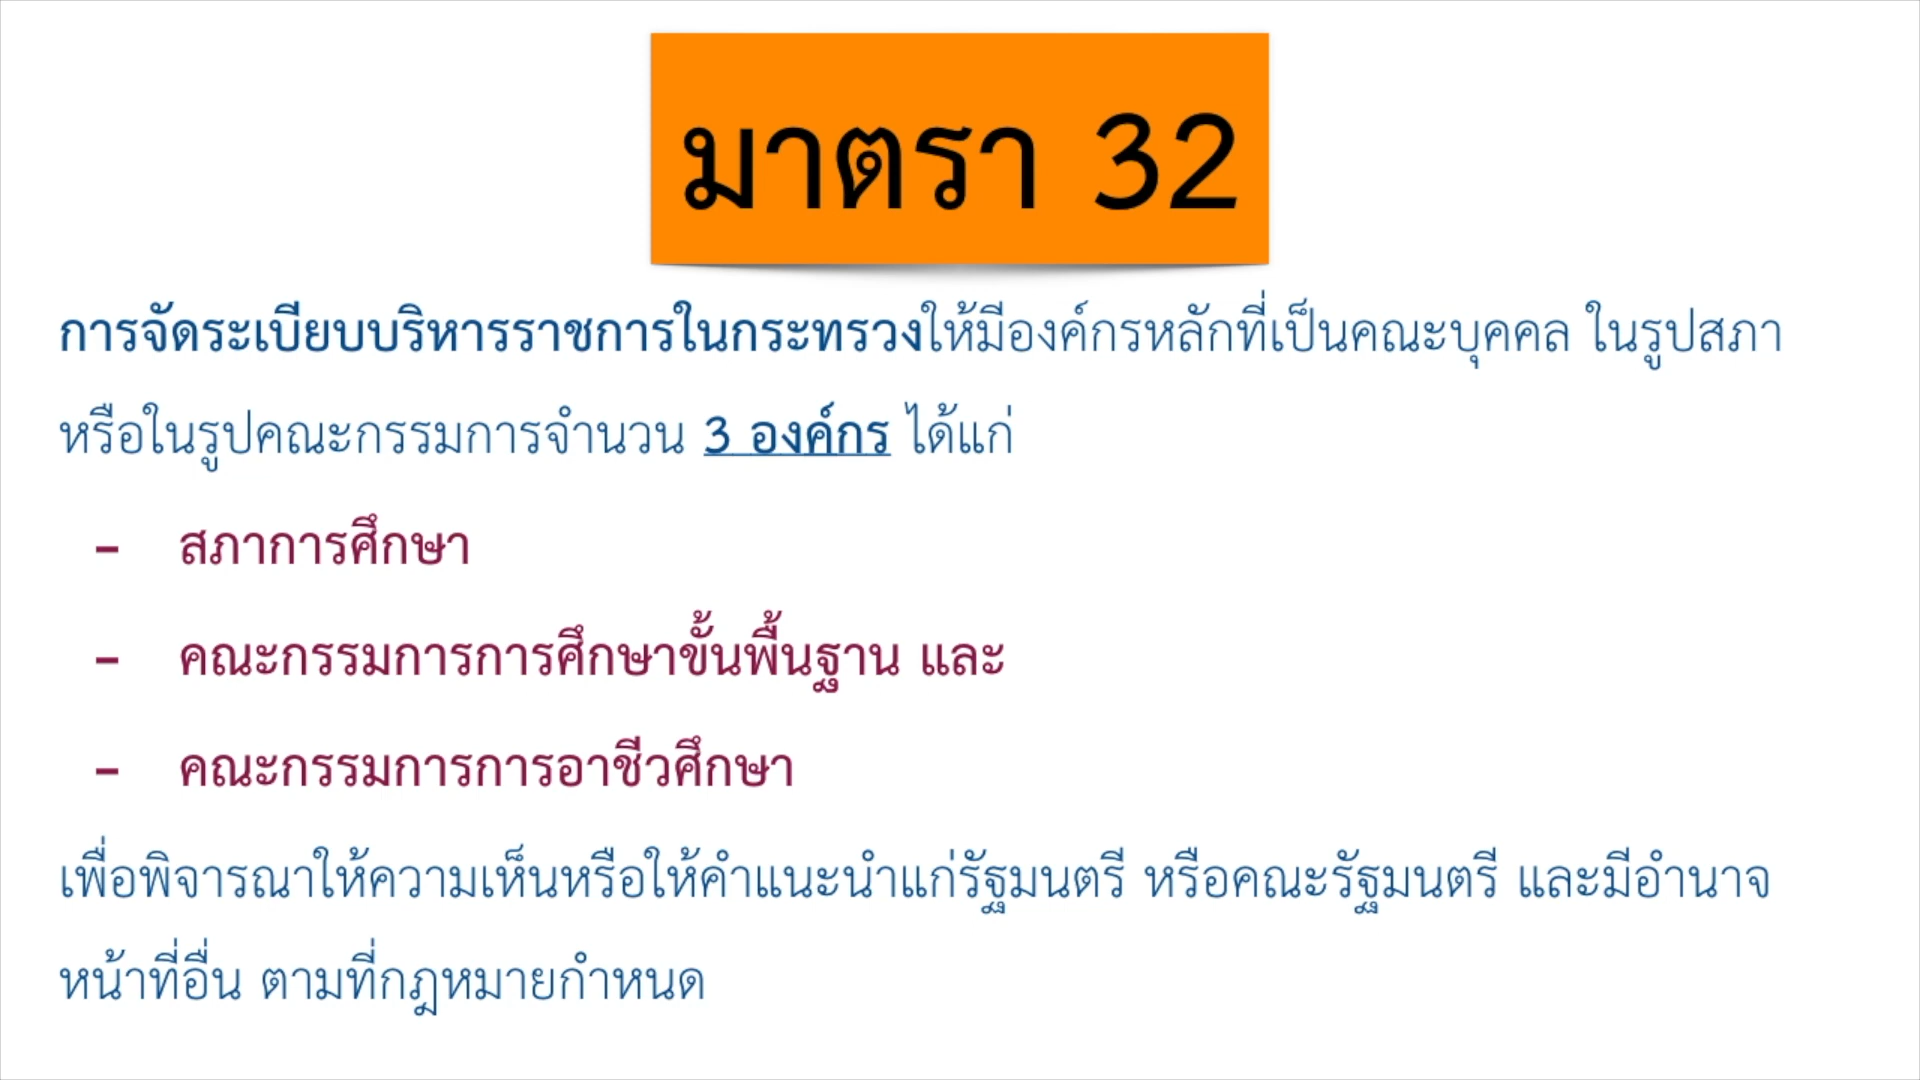 มาตรา 32
การจัดระเบียบบริหารราชการในกระทรวงให้มีองค์กรหลักที่เป็นคณะบุคคล ในรูปสภา
หรือในรูปคณะกรรมการจำนวน 3 องค์กร ได้แก่
- สภาการศึกษา
- คณะกรรมการการศึกษาขั้นพื้นฐาน และ
- คณะกรรมการการอาชีวศึกษา
เพื่อพิจารณาให้ความเห็นหรือให้คำแนะนำแก่รัฐมนตรี หรือคณะรัฐมนตรี และมีอำนาจ
หน้าที่อื่น ตามที่กฎหมายกำหนด